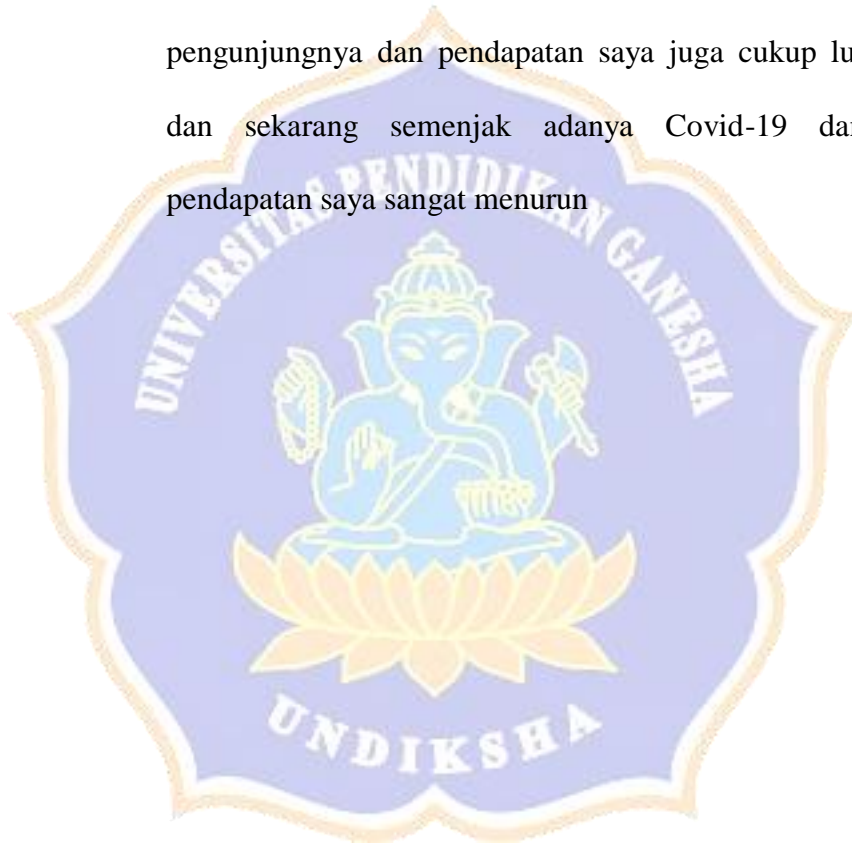 pengunjungnya dan pendapatan saya juga cukup lu
dan sekarang semenjak adanya Covid-19 dan
pendapatan saya sangat menurun
UNIVERSITAS PENDIDIKAN GANESHA
UNDIKSHA